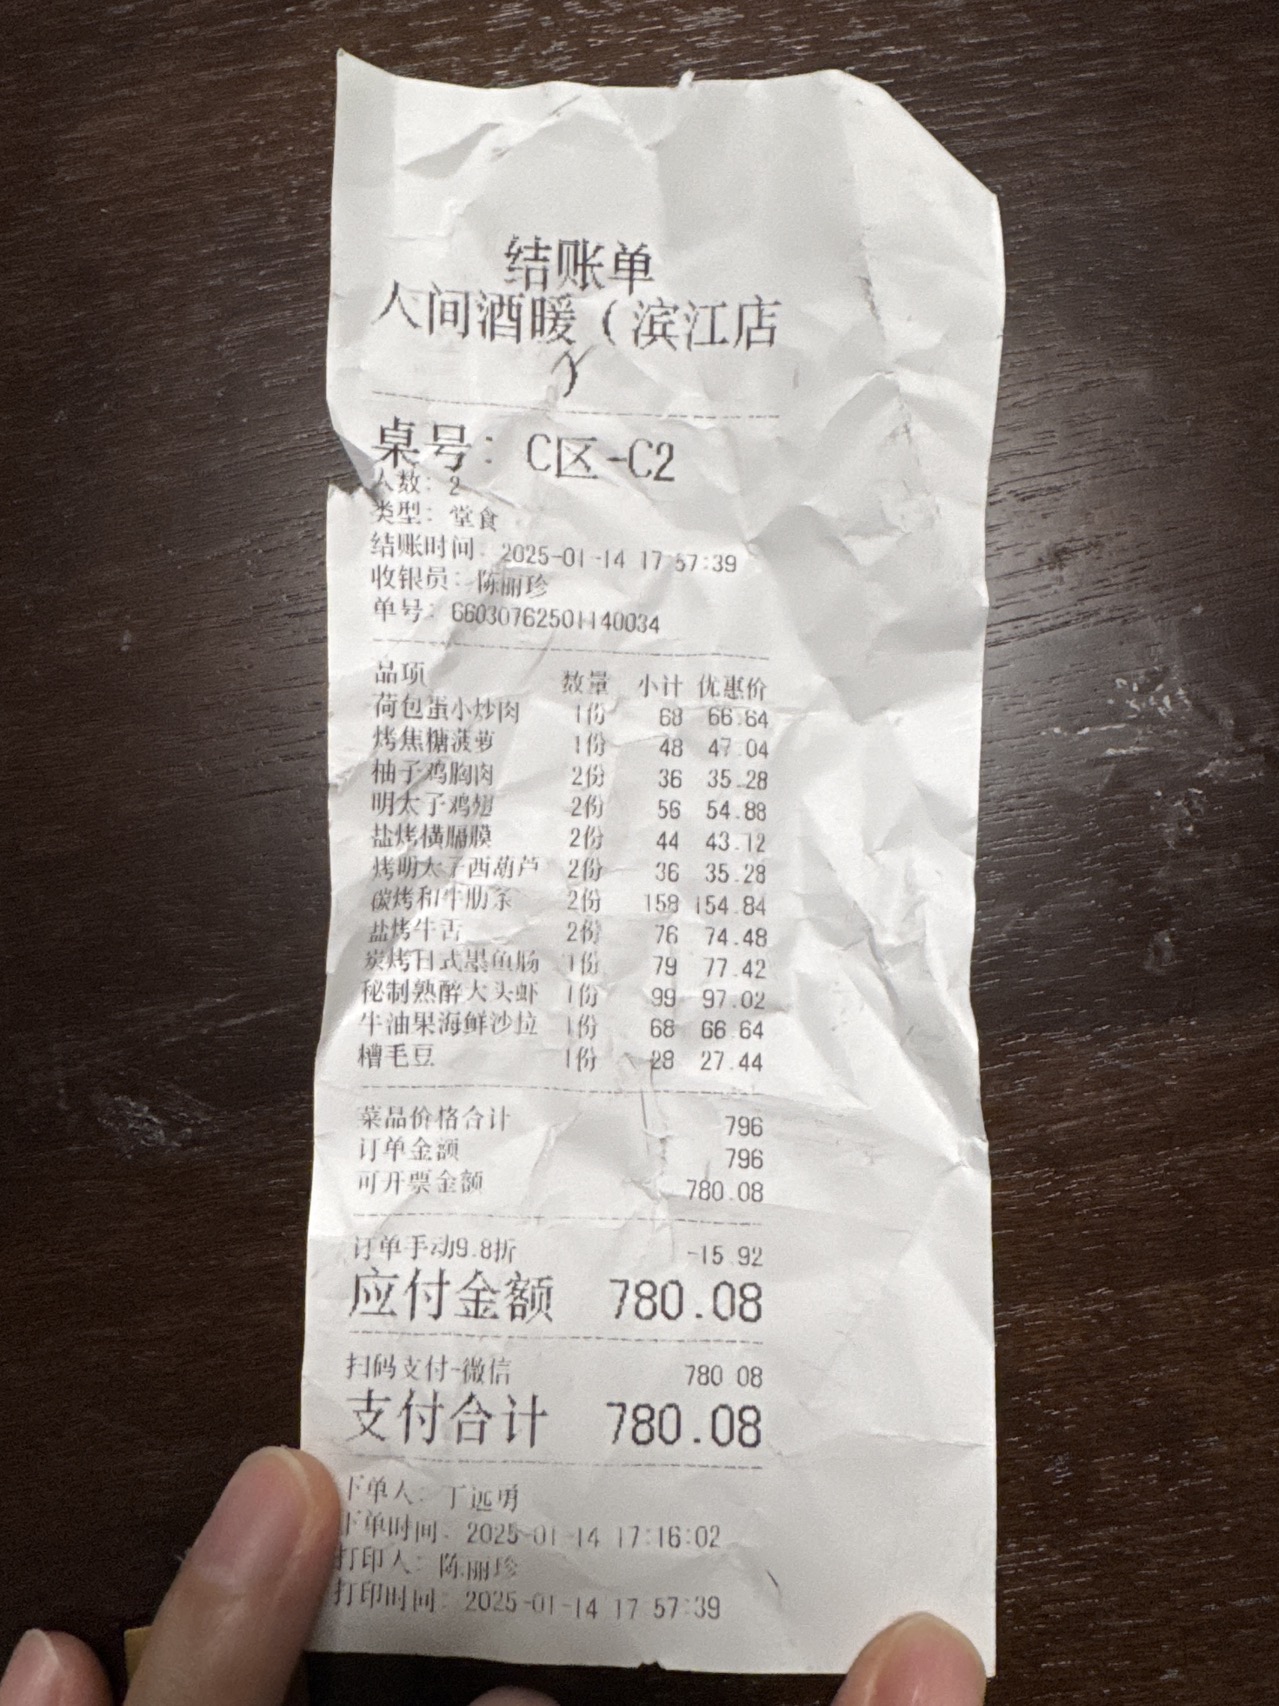 结账单
人间酒暖（滨江店
）
桌号：C区-C2
人数：2
类型：堂食
结账时间：2025-01-14 17:57:39
收银员：陈丽珍
单号：660307762501140034
品项 数量 小计 优惠价
荷包蛋小炒肉 1份 68 66.64
烤焦糖菠萝 1份 48 47.04
柚子鸡胸肉 2份 36 35.28
明太子鸡翅 2份 56 54.88
盐烤横膈膜 2份 44 43.12
烤明太子西葫芦 2份 36 35.28
碳烤和牛肋条 2份 158 154.84
盐烤牛舌 2份 76 74.48
炭烤日式墨鱼肠 1份 79 77.42
秘制熟醉大头虾 1份 99 97.02
牛油果海鲜沙拉 1份 68 66.64
糟毛豆 1份 28 27.44
菜品价格合计 796
订单金额 796
可开票金额 780.08
订单手动9.8折 -15.92
应付金额 780.08
扫码支付-微信 780.08
支付合计 780.08
下单人：丁远勇
下单时间：2025-01-14 17:16:02
打印人：陈丽珍
打印时间：2025-01-14 17:57:39